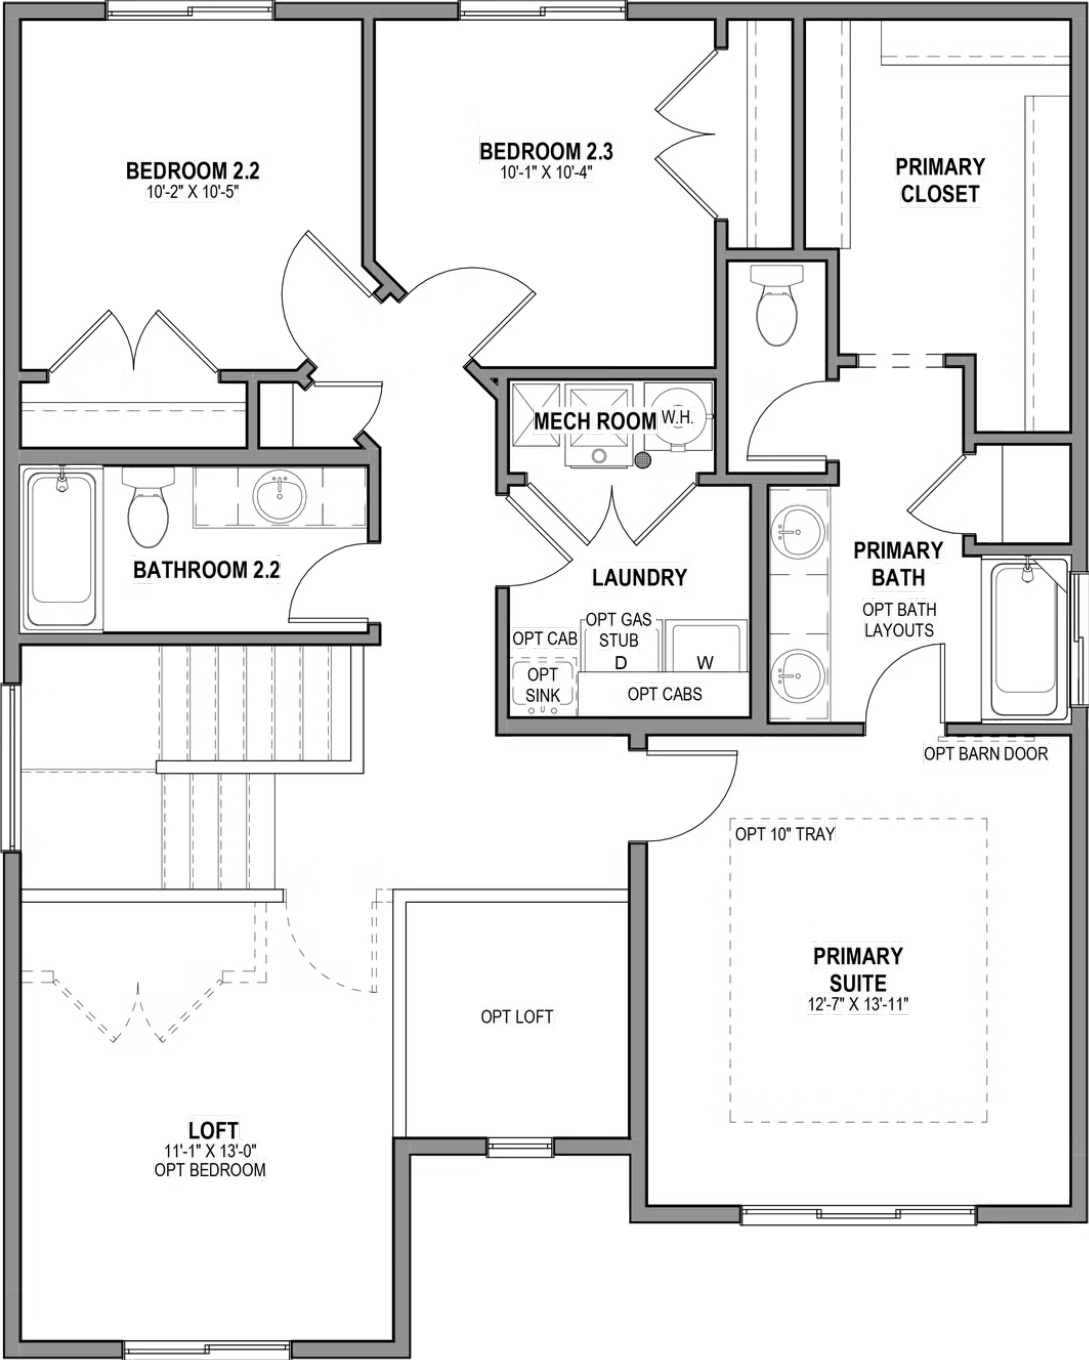 BEDROOM 2.2
10'-2" X 10'-5"
BEDROOM 2.3
10'-1" X 10'-4"
PRIMARY
CLOSET
MECH ROOM
W.H.
BATHROOM 2.2
LAUNDRY
OPT GAS
STUB
OPT CAB
D
W
OPT
SINK
OPT CABS
PRIMARY
BATH
OPT BATH
LAYOUTS
OPT BARN DOOR
OPT 10" TRAY
PRIMARY
SUITE
12'-7" X 13'-11"
OPT LOFT
LOFT
11'-1" X 13'-0"
OPT BEDROOM